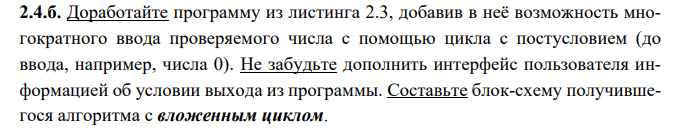 2.4.б. Доработайте программу из листинга 2.3, добавив в неё возможность мно-
гократного ввода проверяемого числа с помощью цикла с постусловием (до
ввода, например, числа 0). Не забудьте дополнить интерфейс пользователя ин-
формацией об условии выхода из программы. Составьте блок-схему получивше-
гося алгоритма с вложенным циклом.